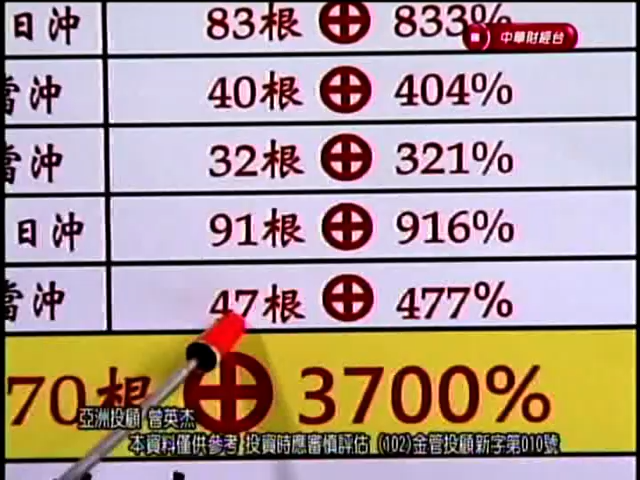 日沖 83根 ⊕ 833%
中華財經台
當沖 40根 ⊕ 404%
當沖 32根 ⊕ 321%
日沖 91根 ⊕ 916%
當沖 47根 ⊕ 477%
70根 ⊕ 3700%
亞洲投顧 曾英杰
本資料僅供參考 投資時應審慎評估 (102)金管投顧新字第010號